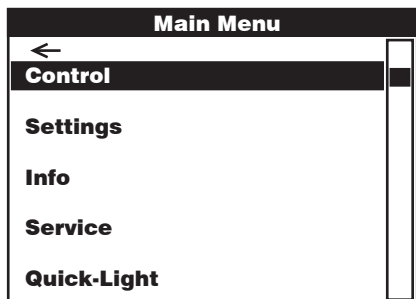 Main Menu
←
Control
Settings
Info
Service
Quick-Light